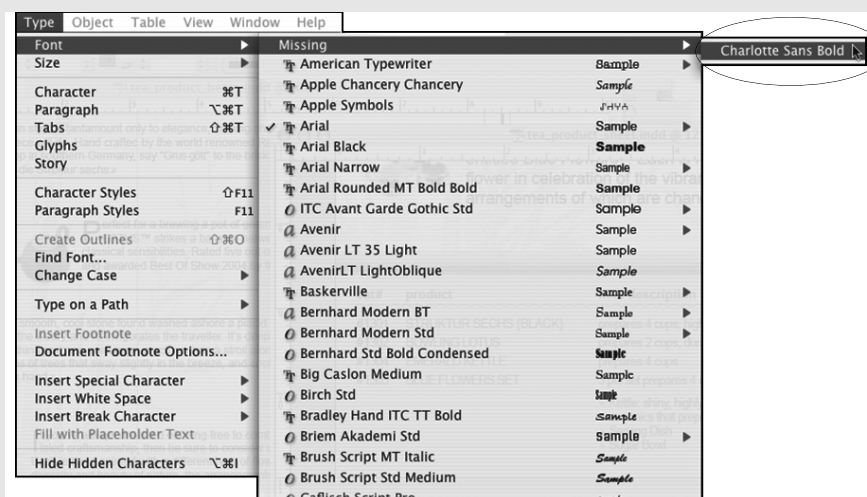 Type Object Table View Window Help
Font
Size
Character ⌘T
Paragraph ⌥⌘T
Tabs ⇧⌘T
Glyphs
Story
Character Styles ⇧F11
Paragraph Styles F11
Create Outlines ⇧⌘O
Find Font...
Change Case
Type on a Path
Insert Footnote
Document Footnote Options...
Insert Special Character
Insert White Space
Insert Break Character
Fill with Placeholder Text
Hide Hidden Characters ⌥⌘I
Missing
American Typewriter Sample
Apple Chancery Chancery Sample
Apple Symbols
✓ Arial Sample
Arial Black Sample
Arial Narrow Sample
Arial Rounded MT Bold Bold Sample
ITC Avant Garde Gothic Std Sample
Avenir Sample
Avenir LT 35 Light Sample
AvenirLT LightOblique Sample
Baskerville Sample
Bernhard Modern BT Sample
Bernhard Modern Std Sample
Bernhard Std Bold Condensed Sample
Big Caslon Medium Sample
Birch Std Sample
Bradley Hand ITC TT Bold Sample
Briem Akademi Std Sample
Brush Script MT Italic Sample
Brush Script Std Medium Sample
Caflisch Script Pro
Charlotte Sans Bold